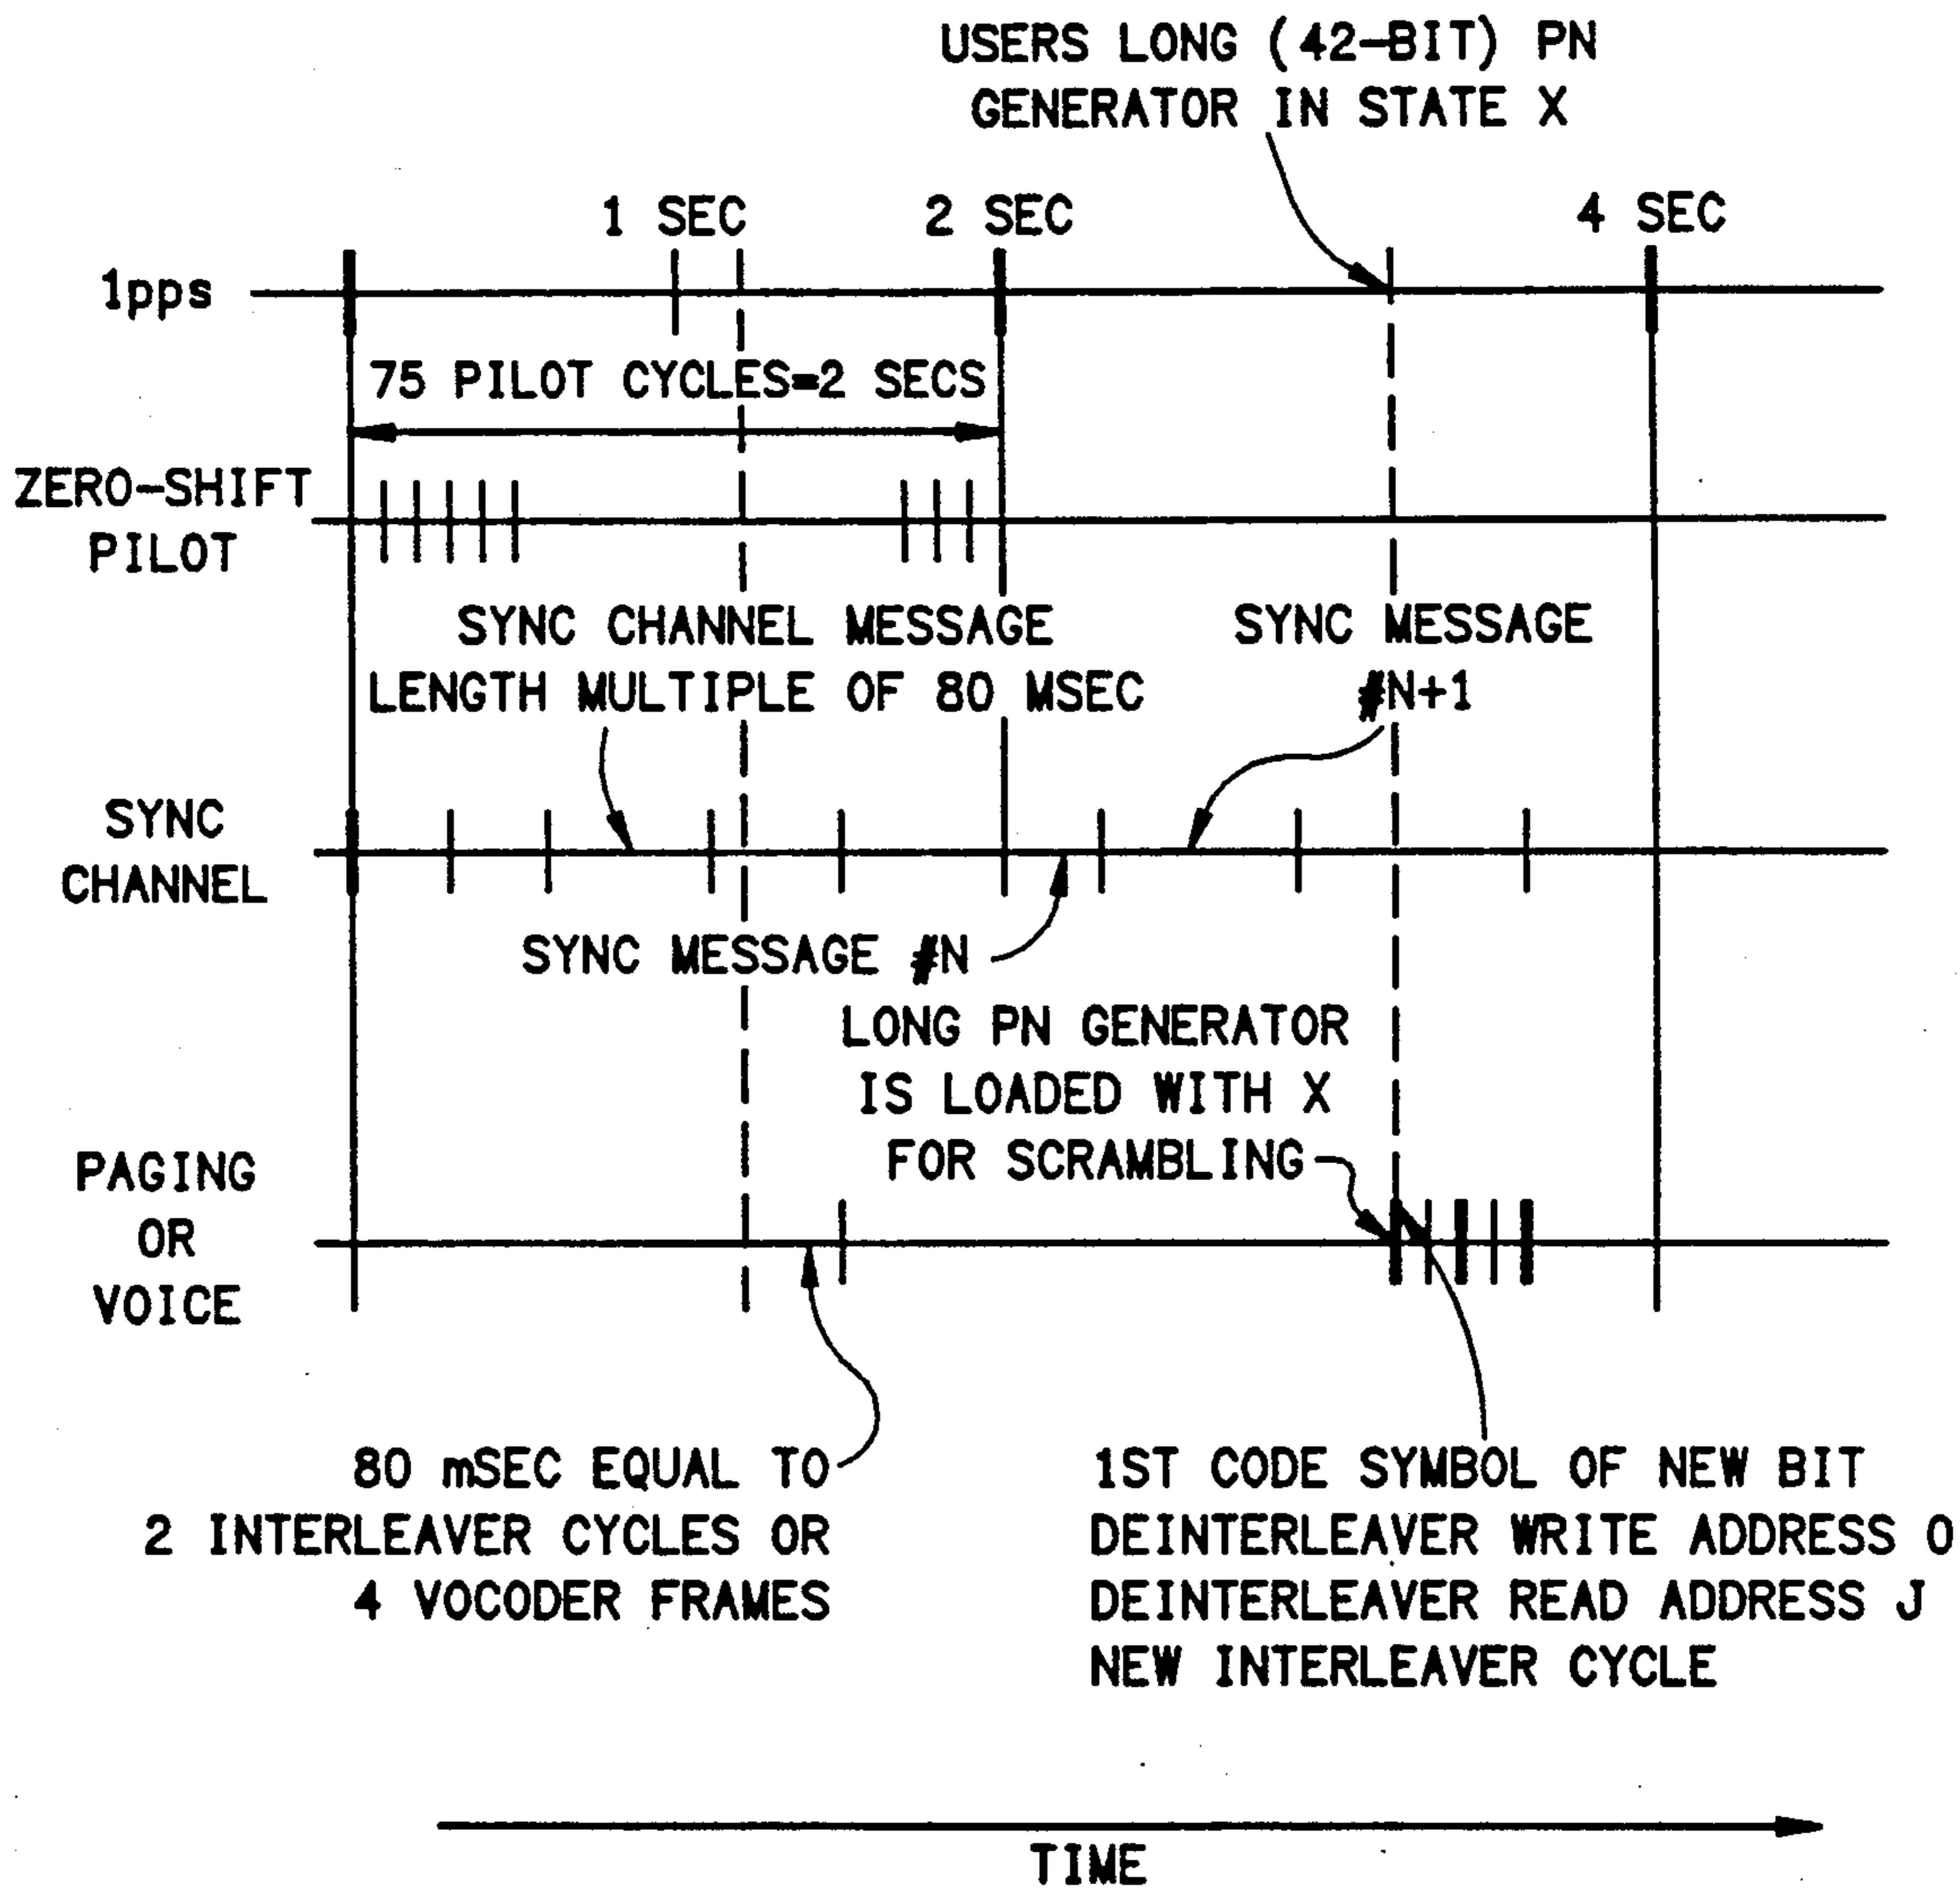 USERS LONG (42-BIT) PN
GENERATOR IN STATE X
1 SEC
2 SEC
4 SEC
1pps
75 PILOT CYCLES=2 SECS
ZERO-SHIFT
PILOT
SYNC CHANNEL MESSAGE
LENGTH MULTIPLE OF 80 MSEC
SYNC MESSAGE
#N+1
SYNC
CHANNEL
SYNC MESSAGE #N
LONG PN GENERATOR
IS LOADED WITH X
FOR SCRAMBLING
PAGING
OR
VOICE
80 mSEC EQUAL TO
2 INTERLEAVER CYCLES OR
4 VOCODER FRAMES
1ST CODE SYMBOL OF NEW BIT
DEINTERLEAVER WRITE ADDRESS 0
DEINTERLEAVER READ ADDRESS J
NEW INTERLEAVER CYCLE
TIME